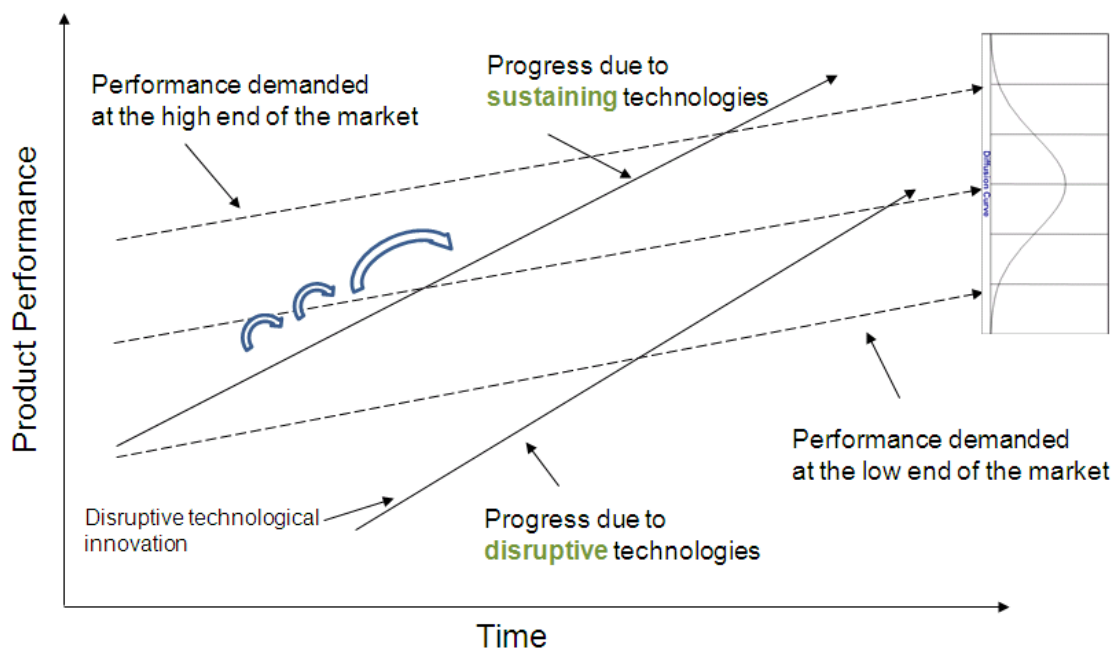 Performance demanded
at the high end of the market
Progress due to
sustaining technologies
Diffusion Curve
Product Performance
Performance demanded
at the low end of the market
Disruptive technological
innovation
Progress due to
disruptive technologies
Time